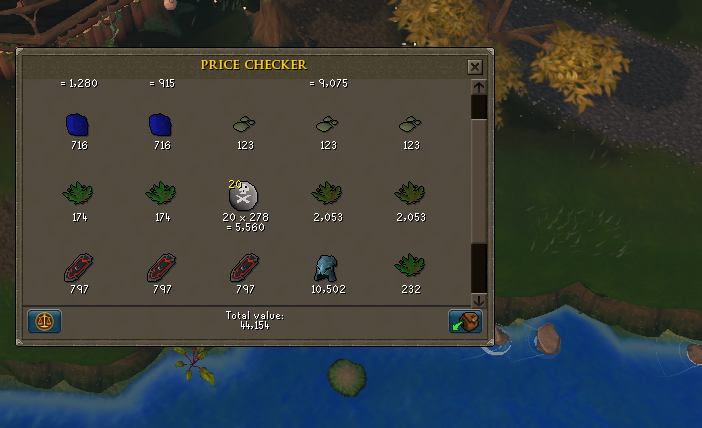 PRICE CHECKER
= 1,280 = 915 = 9,075
716 716 123 123 123
20
174 174 20 x 278 2,053 2,053
= 5,560
797 797 797 10,502 232
Total value:
44,154